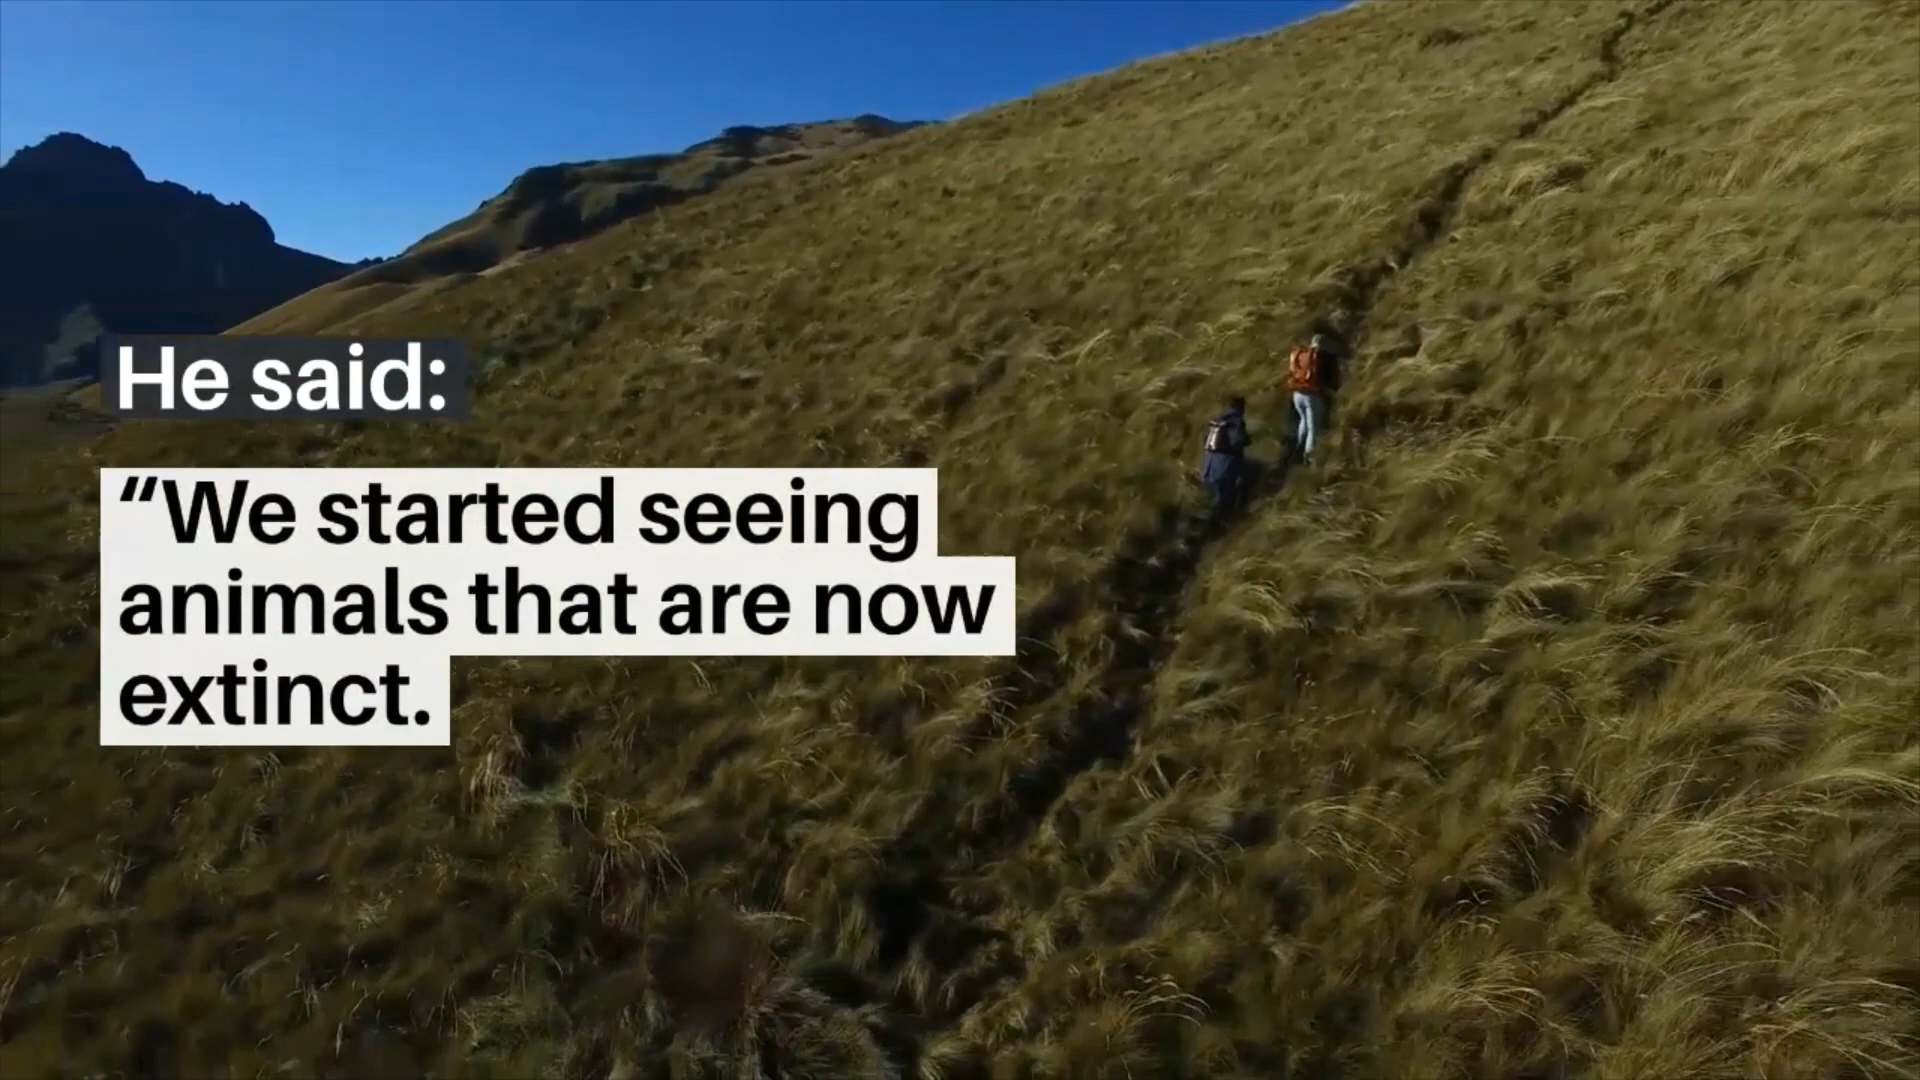 He said:
“We started seeing
animals that are now
extinct.